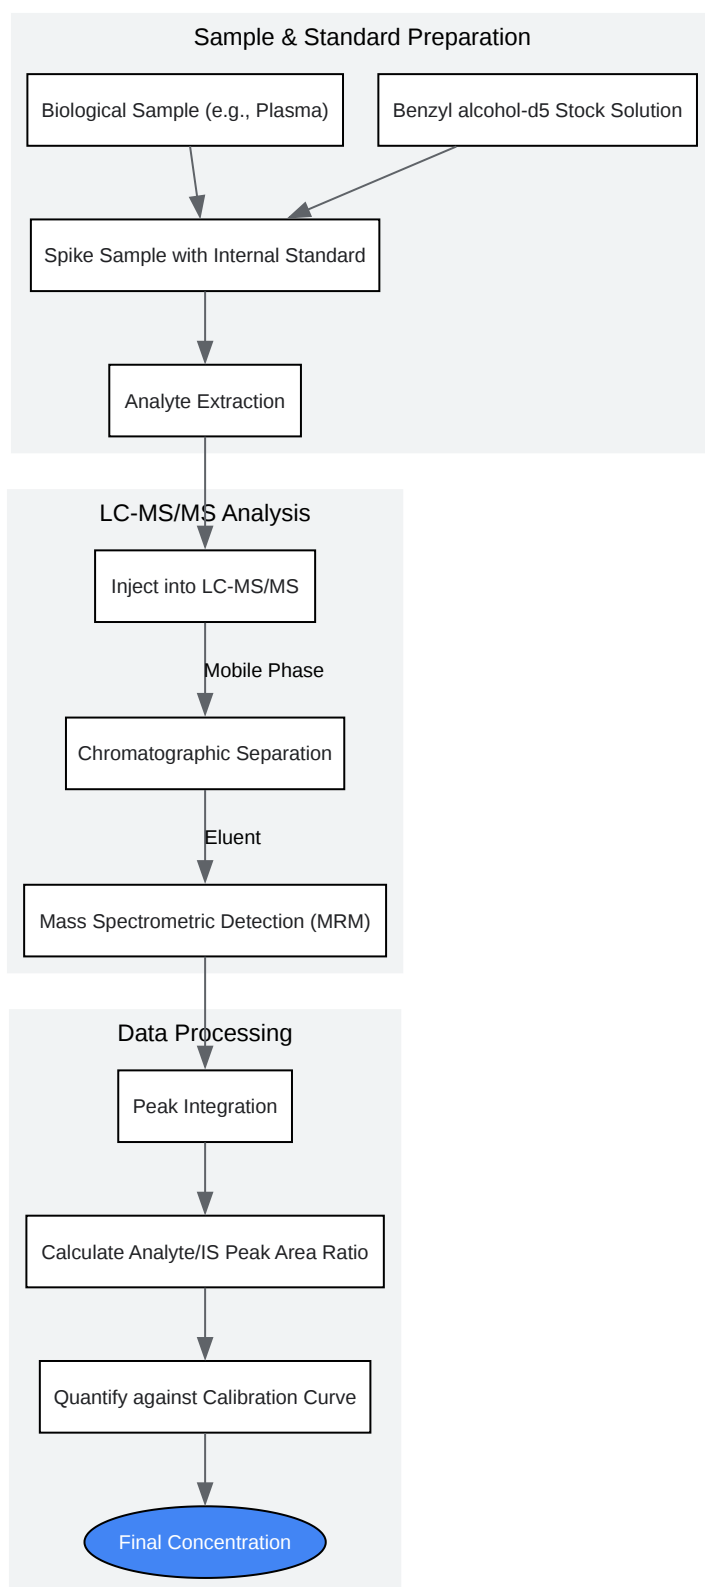 Sample & Standard Preparation
Biological Sample (e.g., Plasma)
Benzyl alcohol-d5 Stock Solution
Spike Sample with Internal Standard
Analyte Extraction
LC-MS/MS Analysis
Inject into LC-MS/MS
Mobile Phase
Chromatographic Separation
Eluent
Mass Spectrometric Detection (MRM)
Data Processing
Peak Integration
Calculate Analyte/IS Peak Area Ratio
Quantify against Calibration Curve
Final Concentration